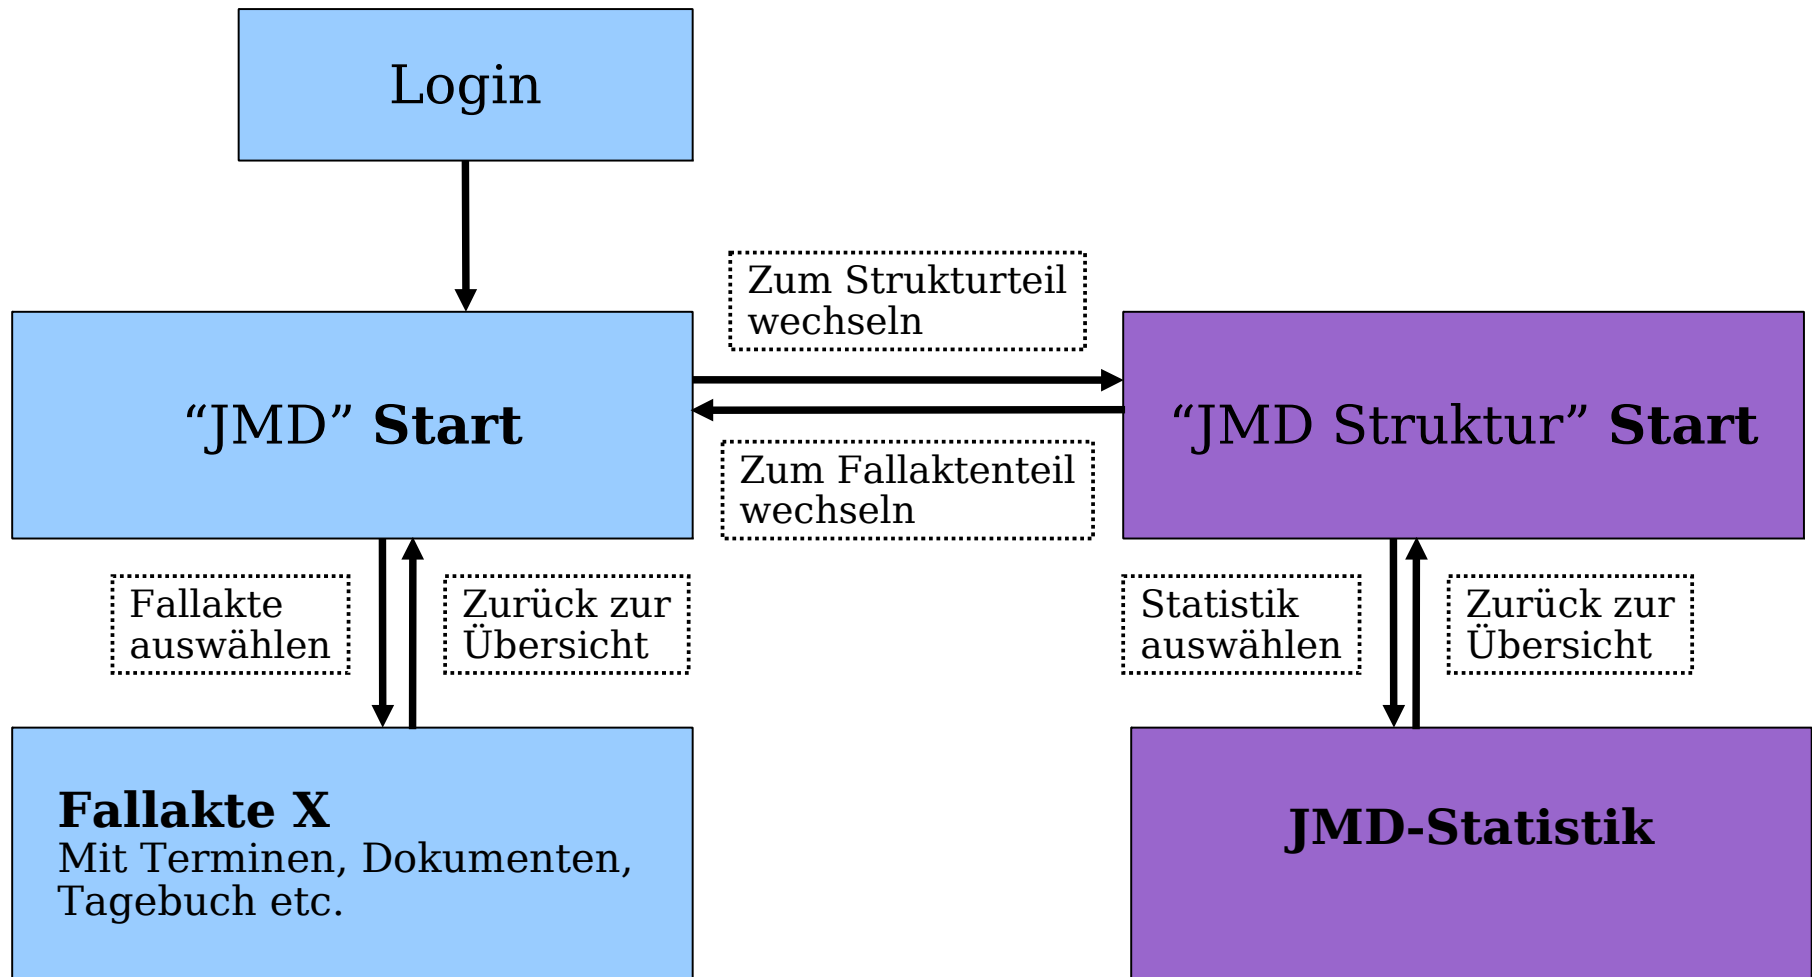 Login
Zum Strukturteil
wechseln
“JMD” Start
“JMD Struktur” Start
Zum Fallaktenteil
wechseln
Fallakte
auswählen
Zurück zur
Übersicht
Statistik
auswählen
Zurück zur
Übersicht
Fallakte X
Mit Terminen, Dokumenten,
Tagebuch etc.
JMD-Statistik